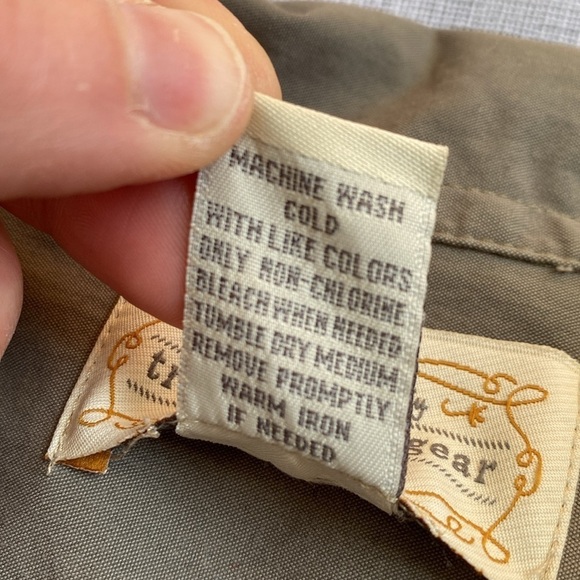 MACHINE WASH
COLD
WITH LIKE COLORS
ONLY NON-CHLORINE
BLEACH WHEN NEEDED
TUMBLE DRY MEDIUM
REMOVE PROMPTLY
WARM IRON
IF NEEDED
gear